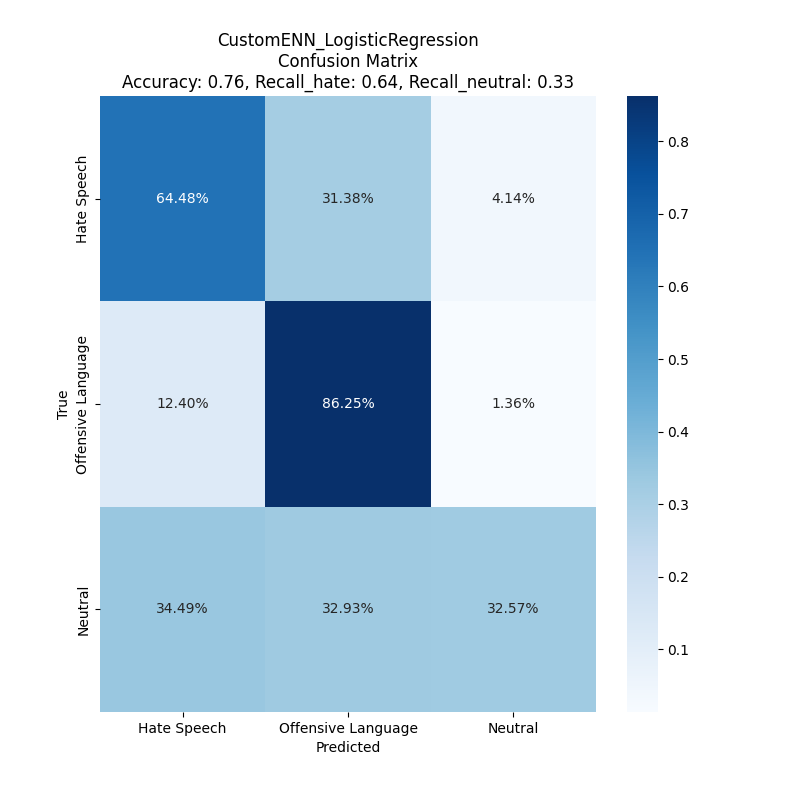 CustomENN_LogisticRegression
Confusion Matrix
Accuracy: 0.76, Recall_hate: 0.64, Recall_neutral: 0.33
True
Hate Speech
64.48% 31.38% 4.14%
Offensive Language
12.40% 86.25% 1.36%
Neutral
34.49% 32.93% 32.57%
Hate Speech Offensive Language Neutral
Predicted
0.8
0.7
0.6
0.5
0.4
0.3
0.2
0.1